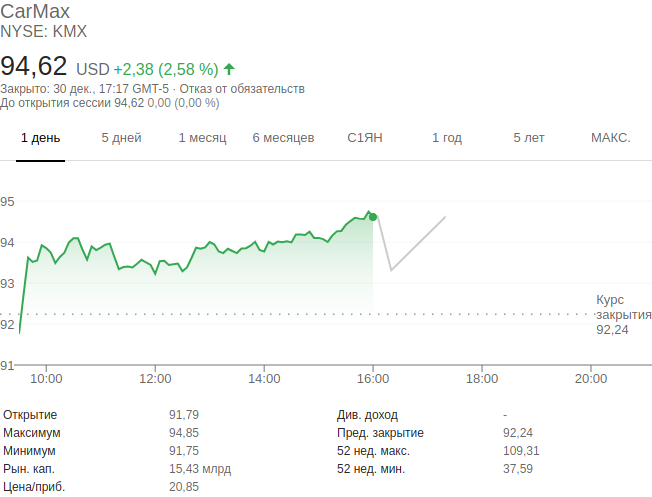 CarMax
NYSE: KMX
94,62 USD +2,38 (2,58 %)
Закрыто: 30 дек., 17:17 GMT-5 · Отказ от обязательств
До открытия сессии 94,62 0,00 (0,00 %)
1 день 5 дней 1 месяц 6 месяцев С1ЯН 1 год 5 лет МАКС.
95
94
93
92
91
Курс
закрытия
92,24
10:00 12:00 14:00 16:00 18:00 20:00
Открытие 91,79 Див. доход -
Максимум 94,85 Пред. закрытие 92,24
Минимум 91,75 52 нед. макс. 109,31
Рын. кап. 15,43 млрд 52 нед. мин. 37,59
Цена/приб. 20,85